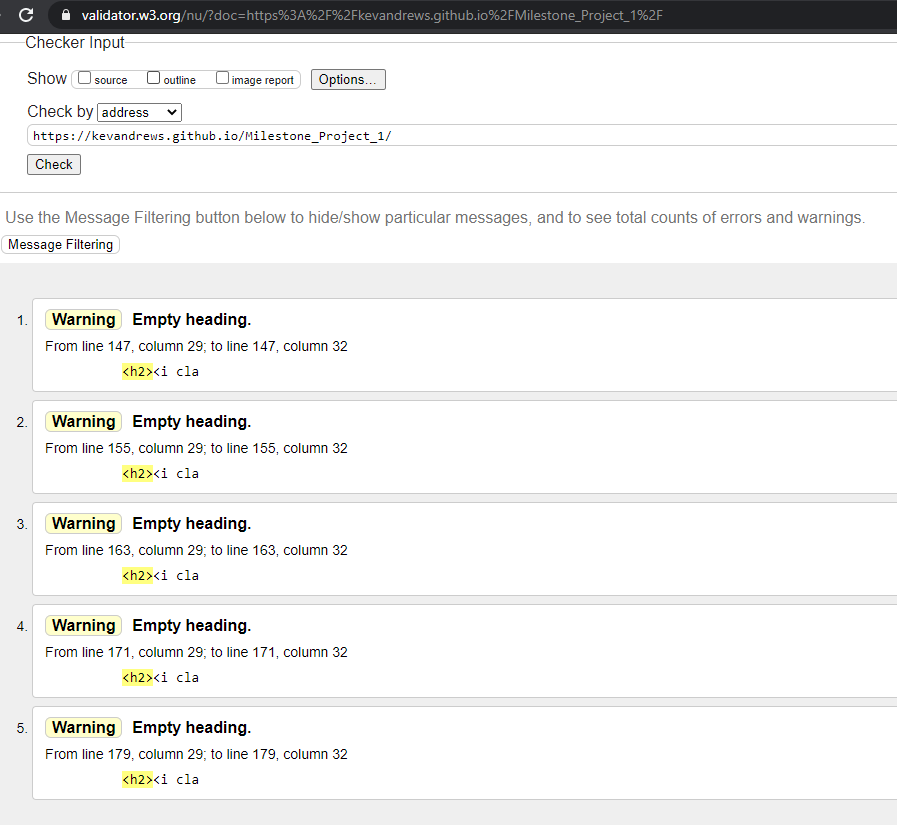 validator.w3.org/nu/?doc=https%3A%2F%2Fkevandrews.github.io%2FMilestone_Project_1%2F
Checker Input
Show source outline image report Options...
Check by address
https://kevandrews.github.io/Milestone_Project_1/
Check
Use the Message Filtering button below to hide/show particular messages, and to see total counts of errors and warnings.
Message Filtering
1. Warning Empty heading.
From line 147, column 29; to line 147, column 32
<h2><i cla
2. Warning Empty heading.
From line 155, column 29; to line 155, column 32
<h2><i cla
3. Warning Empty heading.
From line 163, column 29; to line 163, column 32
<h2><i cla
4. Warning Empty heading.
From line 171, column 29; to line 171, column 32
<h2><i cla
5. Warning Empty heading.
From line 179, column 29; to line 179, column 32
<h2><i cla